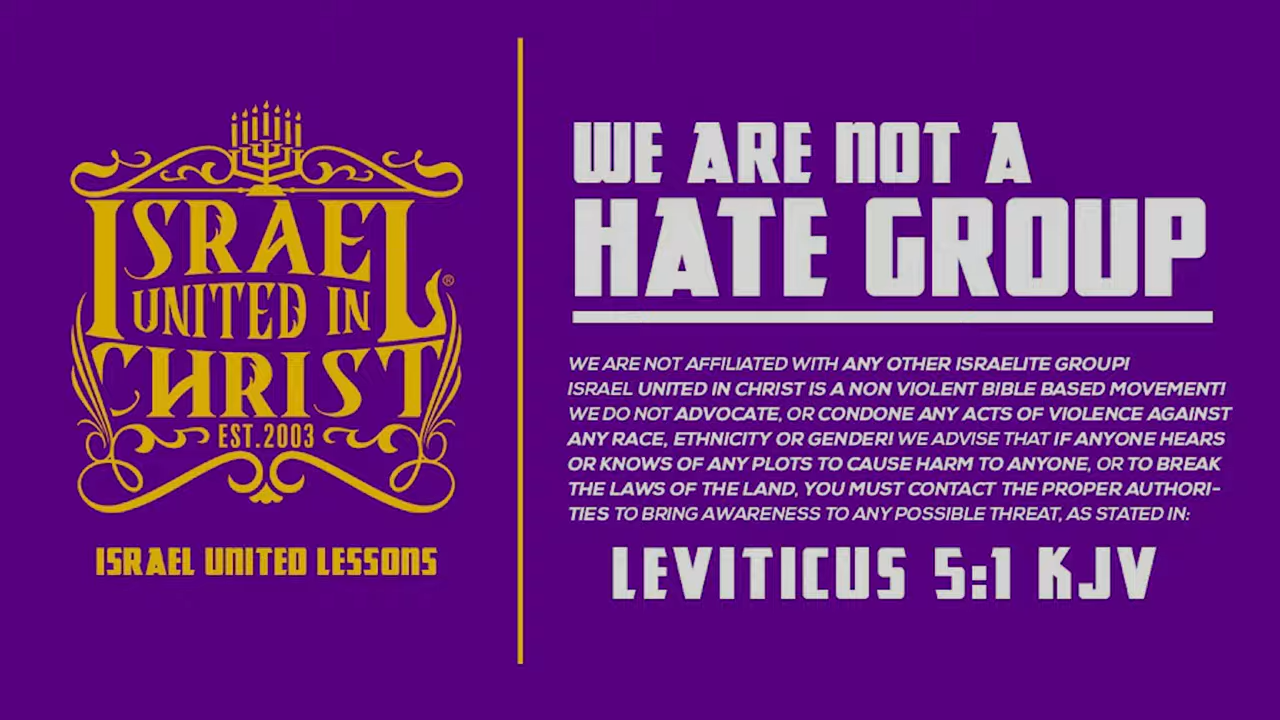 ISRAEL
UNITED IN
CHRIST
EST.2003
®
ISRAEL UNITED LESSONS
WE ARE NOT A
HATE GROUP
WE ARE NOT AFFILIATED WITH ANY OTHER ISRAELITE GROUP!
ISRAEL UNITED IN CHRIST IS A NON VIOLENT BIBLE BASED MOVEMENT!
WE DO NOT ADVOCATE, OR CONDONE ANY ACTS OF VIOLENCE AGAINST
ANY RACE, ETHNICITY OR GENDER! WE ADVISE THAT IF ANYONE HEARS
OR KNOWS OF ANY PLOTS TO CAUSE HARM TO ANYONE, OR TO BREAK
THE LAWS OF THE LAND, YOU MUST CONTACT THE PROPER AUTHORI-
TIES TO BRING AWARENESS TO ANY POSSIBLE THREAT, AS STATED IN:
LEVITICUS 5:1 KJV